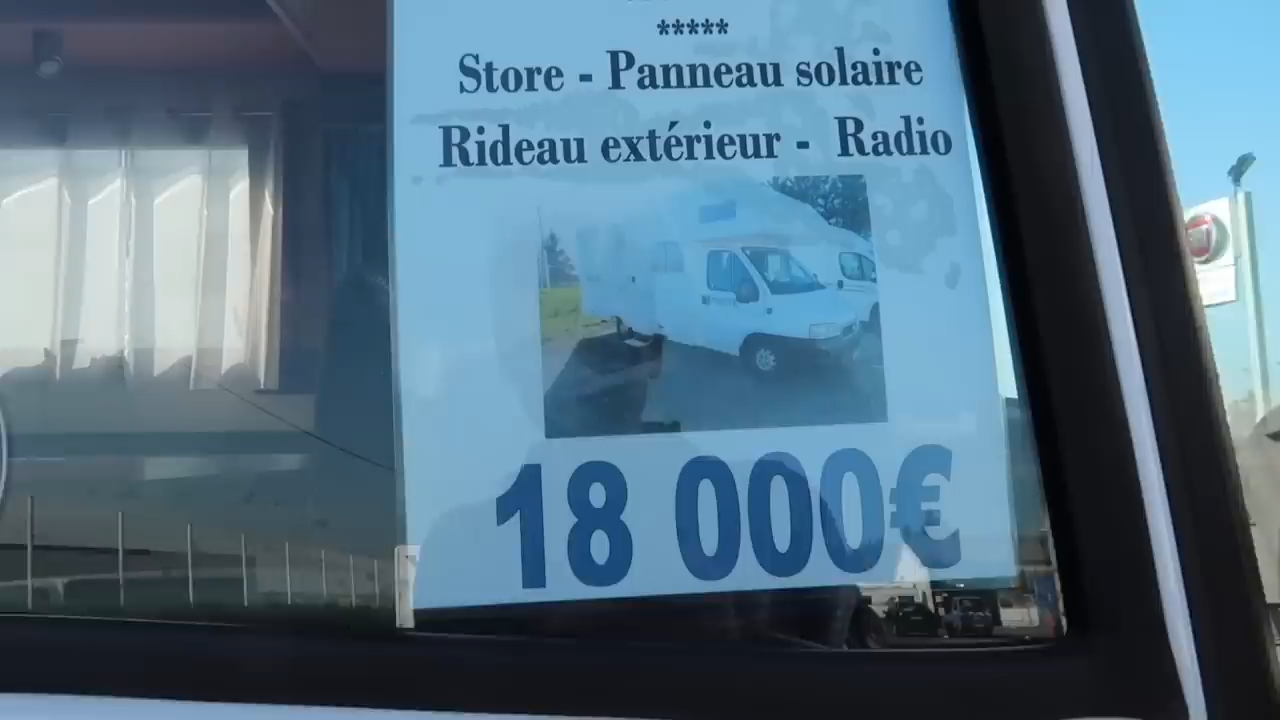 *****
Store - Panneau solaire
Rideau extérieur - Radio
18 000€